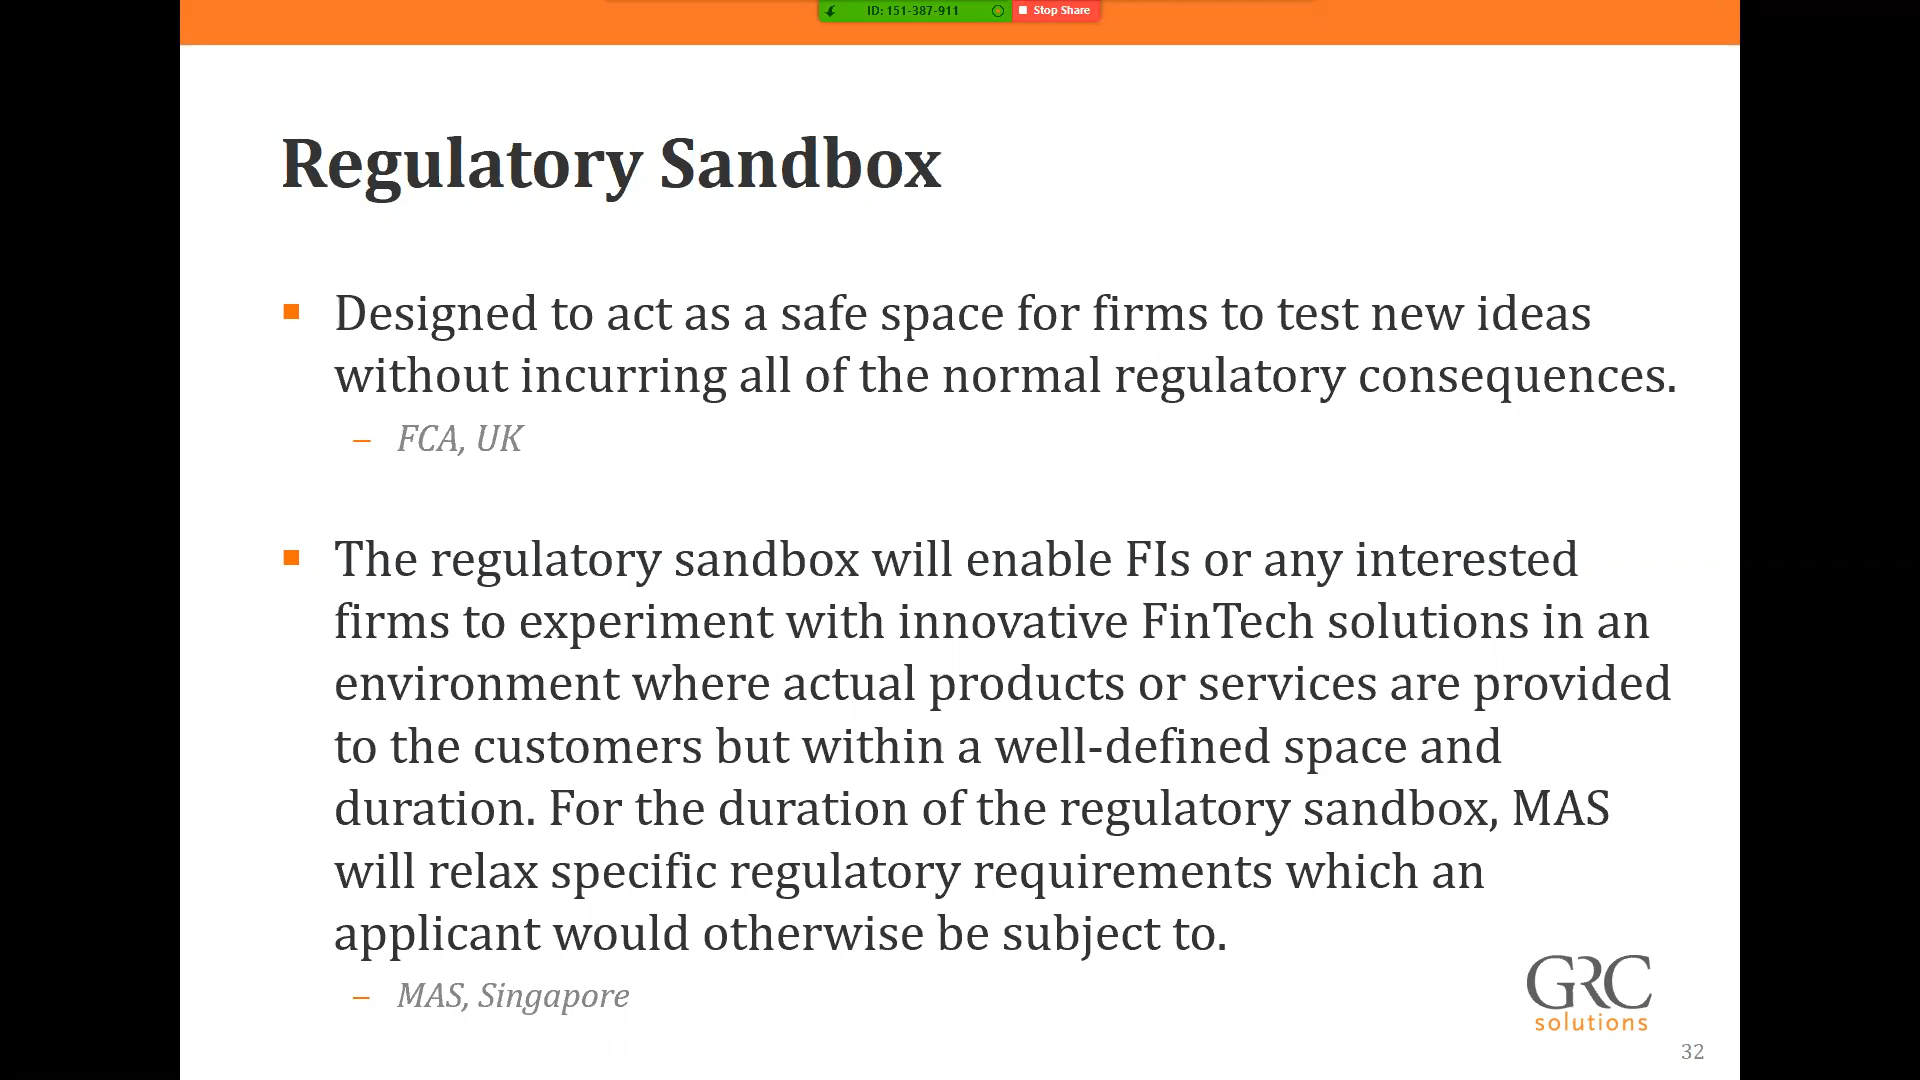 ID: 151-387-911
Stop Share
Regulatory Sandbox
Designed to act as a safe space for firms to test new ideas
without incurring all of the normal regulatory consequences.
– FCA, UK
The regulatory sandbox will enable FIs or any interested
firms to experiment with innovative FinTech solutions in an
environment where actual products or services are provided
to the customers but within a well-defined space and
duration. For the duration of the regulatory sandbox, MAS
will relax specific regulatory requirements which an
applicant would otherwise be subject to.
– MAS, Singapore
GRC
solutions
32